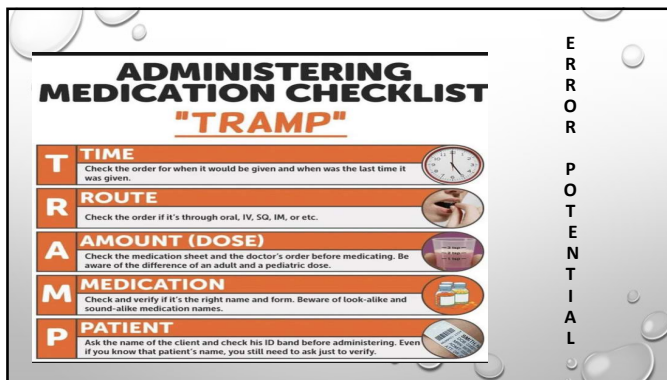 ADMINISTERING
MEDICATION CHECKLIST
"TRAMP"
T TIME
Check the order for when it would be given and when was the last time it
was given.
R ROUTE
Check the order if it's through oral, IV, SQ, IM, or etc.
A AMOUNT (DOSE)
Check the medication sheet and the doctor's order before medicating. Be
aware of the difference of an adult and a pediatric dose.
M MEDICATION
Check and verify if it's the right name and form. Beware of look-alike and
sound-alike medication names.
P PATIENT
Ask the name of the client and check his ID band before administering. Even
if you know that patient's name, you still need to ask just to verify.
E
R
R
O
R
P
O
T
E
N
T
I
A
L